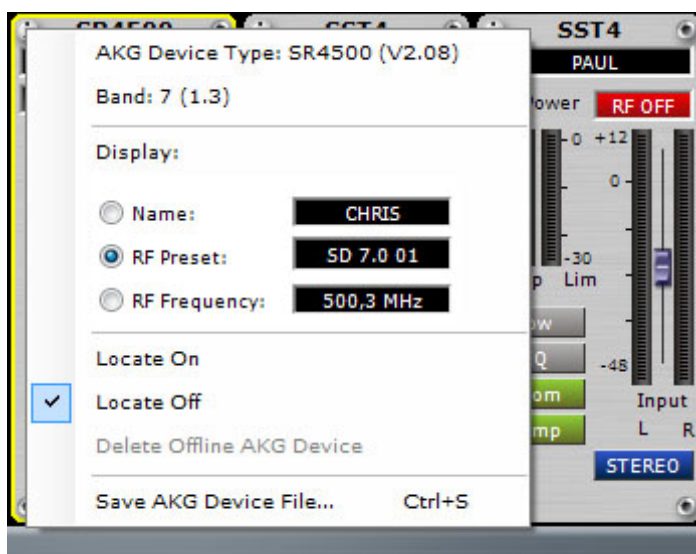 SR4500 SST4 SST4
AKG Device Type: SR4500 (V2.08)
PAUL
Band: 7 (1.3)
RF OFF
Display:
0 +12
0
Name: CHRIS
RF Preset: SD 7.0 01
-30
Lim
RF Frequency: 500,3 MHz
Locate On
-48
Locate Off
Input
L R
Delete Offline AKG Device
STEREO
Save AKG Device File... Ctrl+S